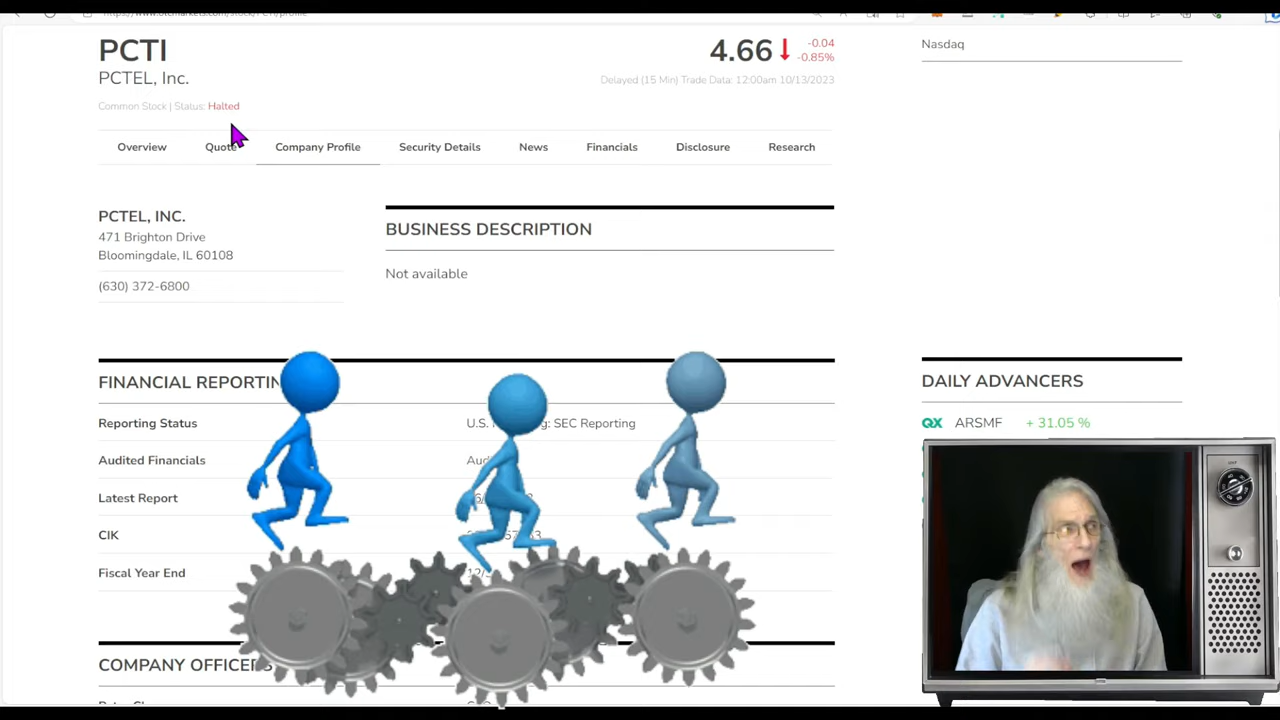 PCTI
4.66
-0.04
-0.85%
PCTEL, Inc.
Delayed (15 Min) Trade Data: 12:00am 10/13/2023
Common Stock | Status: Halted
Overview
Quote
Company Profile
Security Details
News
Financials
Disclosure
Research
PCTEL, INC.
471 Brighton Drive
Bloomingdale, IL 60108
(630) 372-6800
BUSINESS DESCRIPTION
Not available
FINANCIAL REPORTIN
Reporting Status
U.S. : SEC Reporting
Audited Financials
Latest Report
CIK
Fiscal Year End
COMPANY OFFICERS
Nasdaq
DAILY ADVANCERS
QX ARSMF + 31.05 %